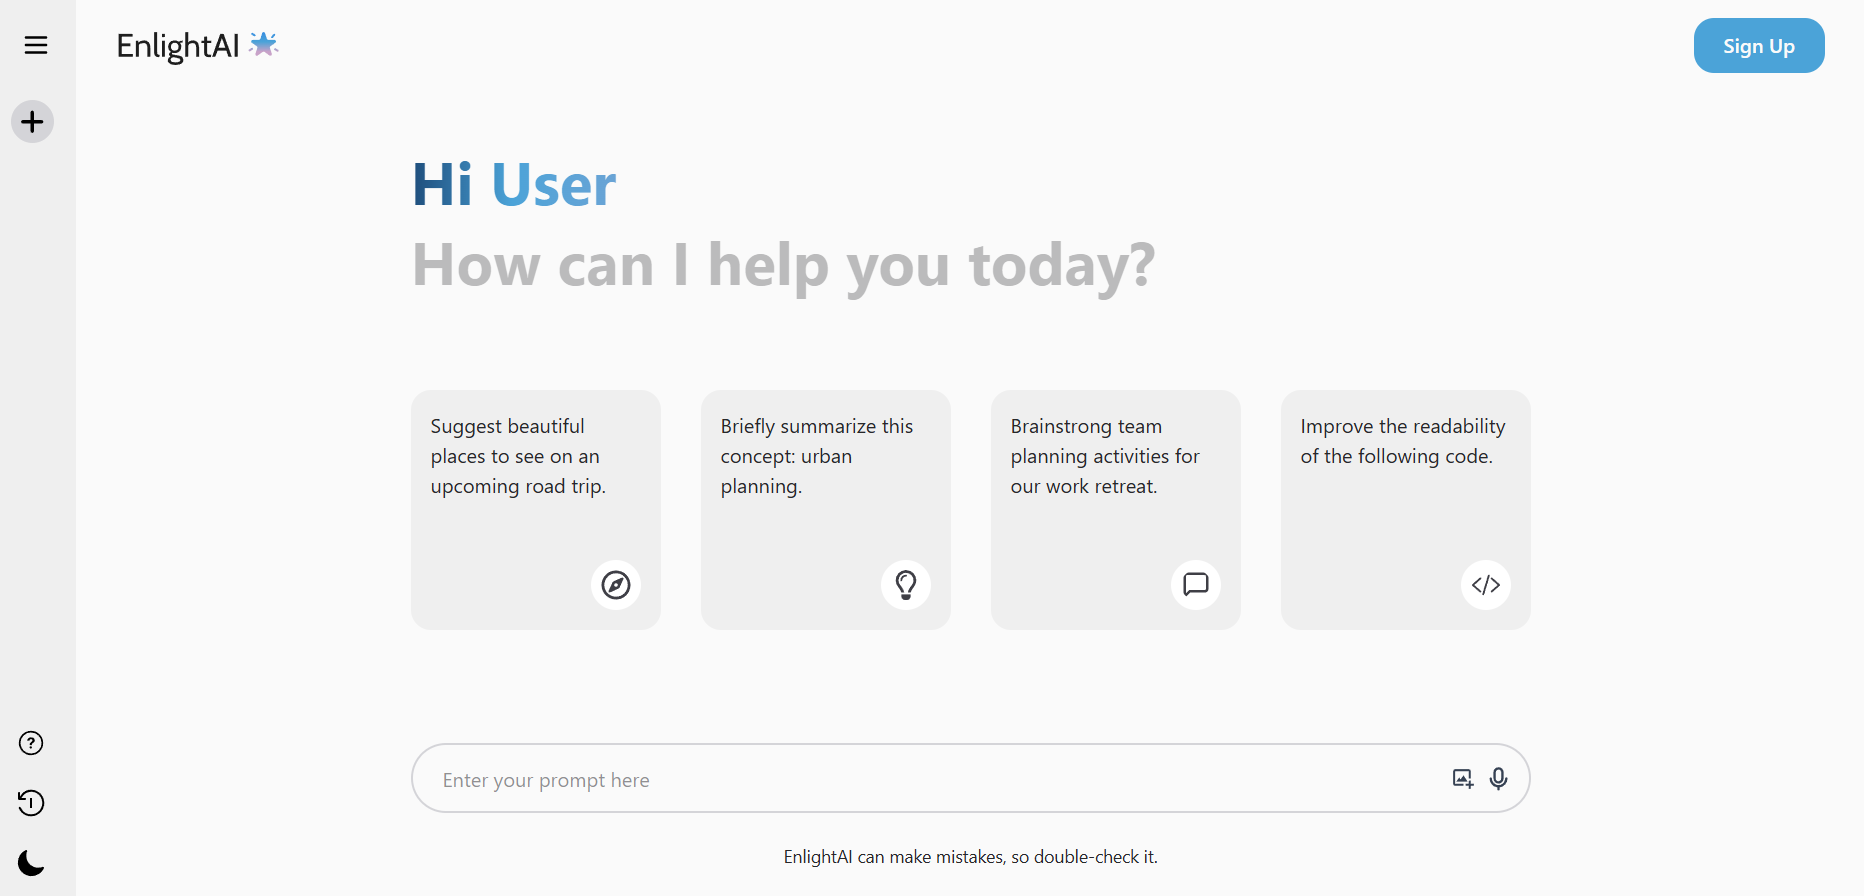 EnlightAI
Sign Up
Hi User
How can I help you today?
Suggest beautiful
places to see on an
upcoming road trip.
Briefly summarize this
concept: urban
planning.
Brainstrong team
planning activities for
our work retreat.
Improve the readability
of the following code.
Enter your prompt here
EnlightAI can make mistakes, so double-check it.